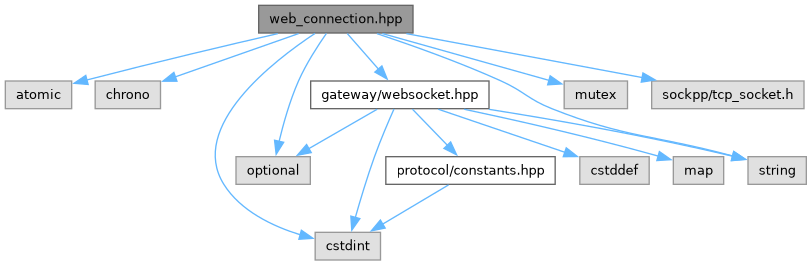 web_connection.hpp
atomic
chrono
gateway/websocket.hpp
mutex
sockpp/tcp_socket.h
optional
protocol/constants.hpp
cstddef
map
string
cstdint